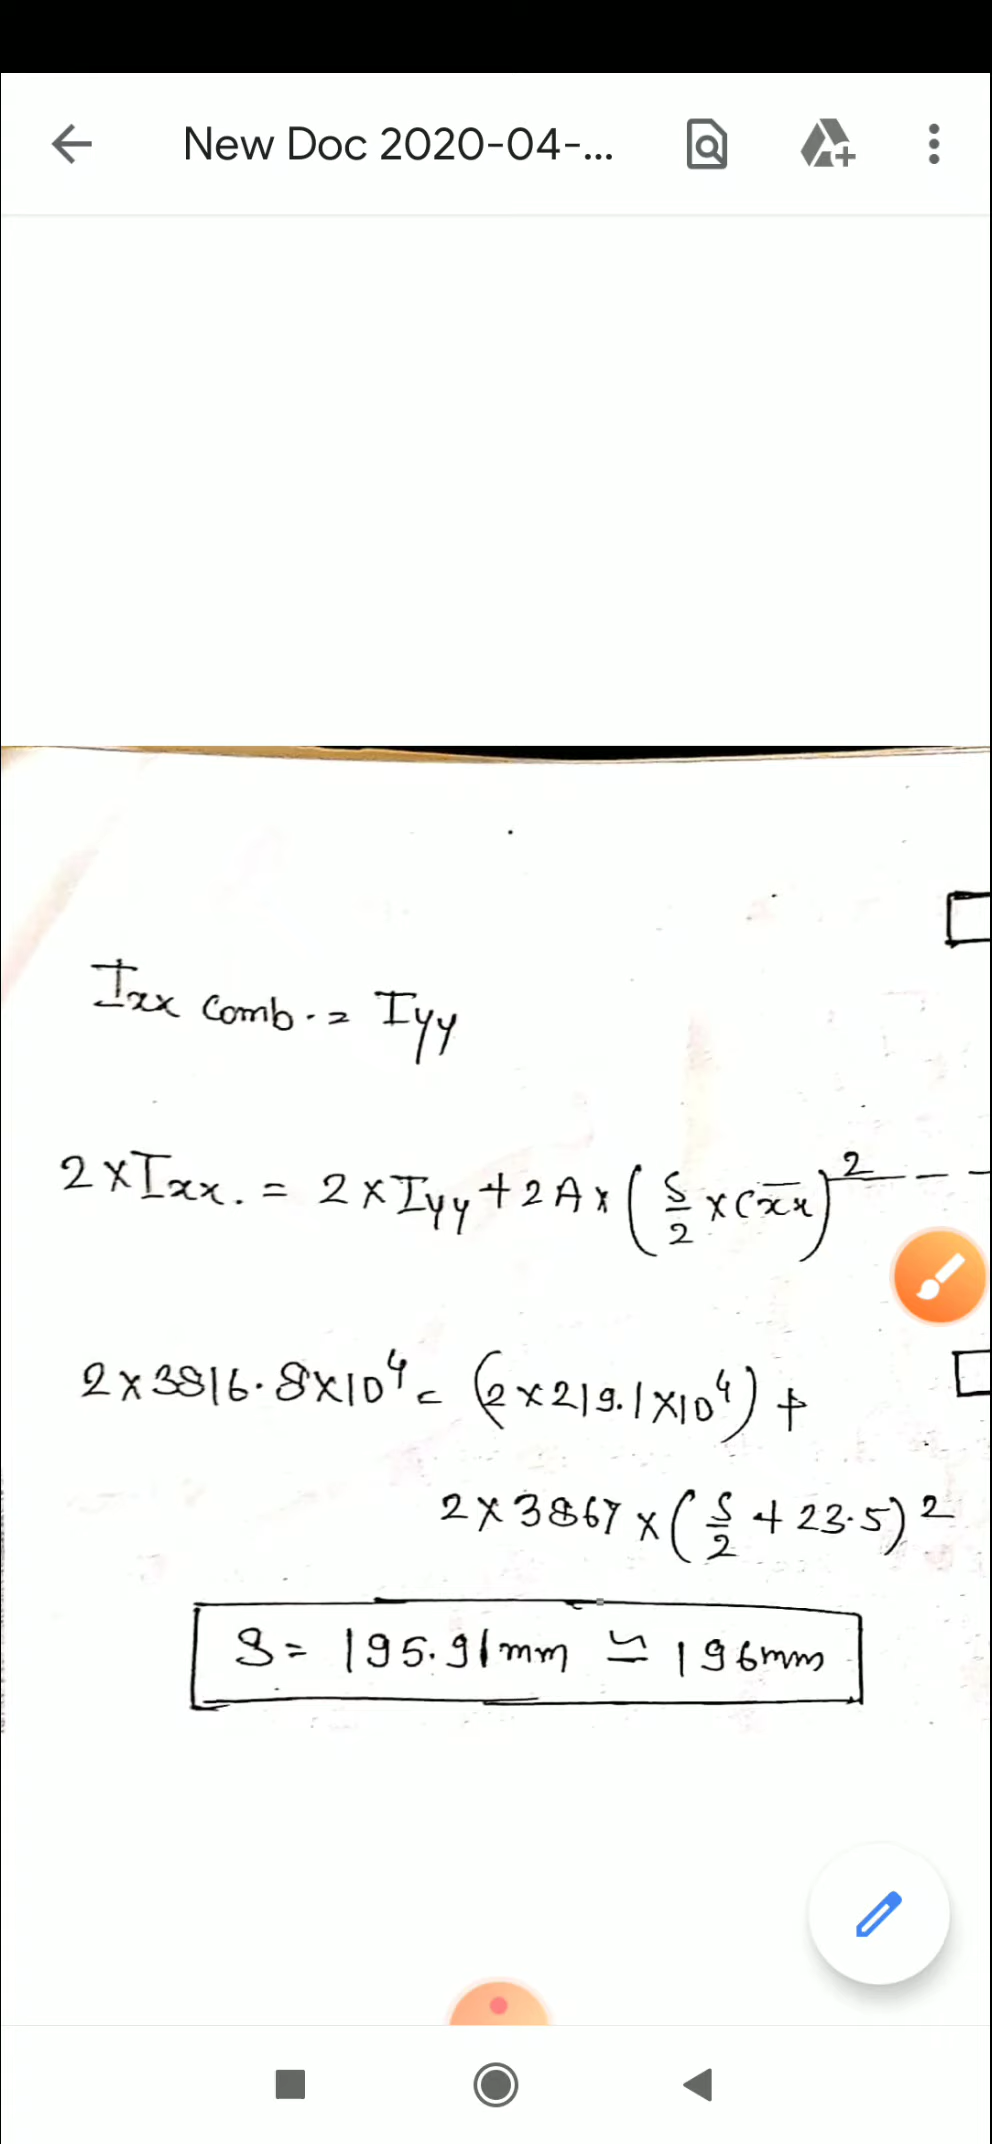 New Doc 2020-04-...
Ixx Comb. = Iyy
2 × Ixx. = 2 × Iyy + 2A × (S/2 × Cxx)² - -
2 × 3816.8 × 10⁴ = (2 × 219.1 × 10⁴) +
2 × 3867 × (S/2 + 23.5)²
S = 195.91mm ≃ 196mm